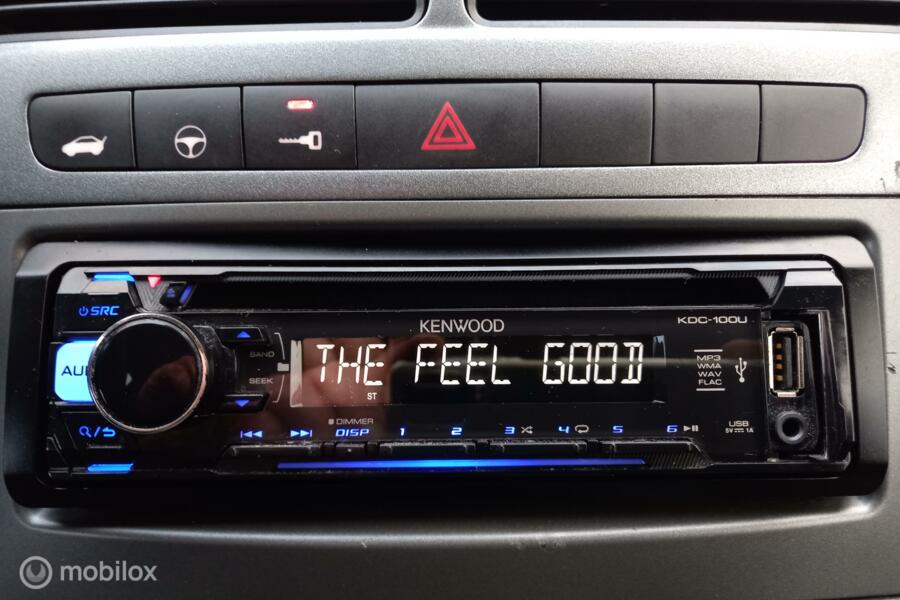 SRC
KENWOOD
KDC-100U
AU
BAND
SEEK
THE FEEL GOOD
ST
MP3
WMA
WAV
FLAC
DIMMER
DISP 1 2 3 4 5 6
USB
5V 1A
mobilox